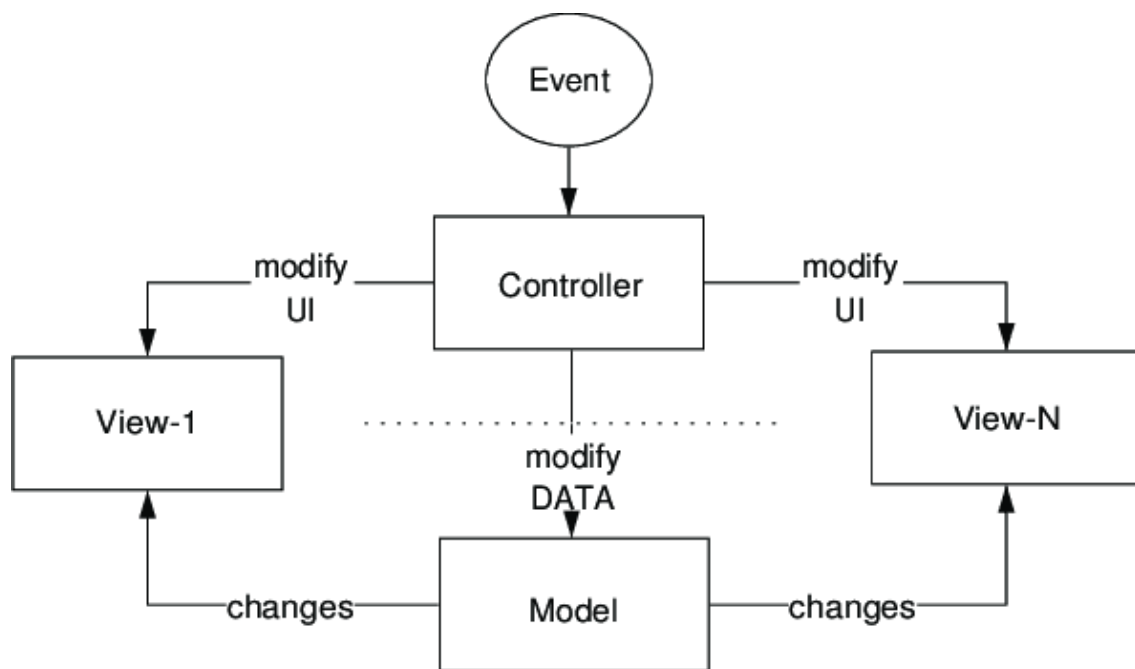 Event
Controller
modify
UI
modify
UI
View-1
View-N
modify
DATA
changes
Model
changes